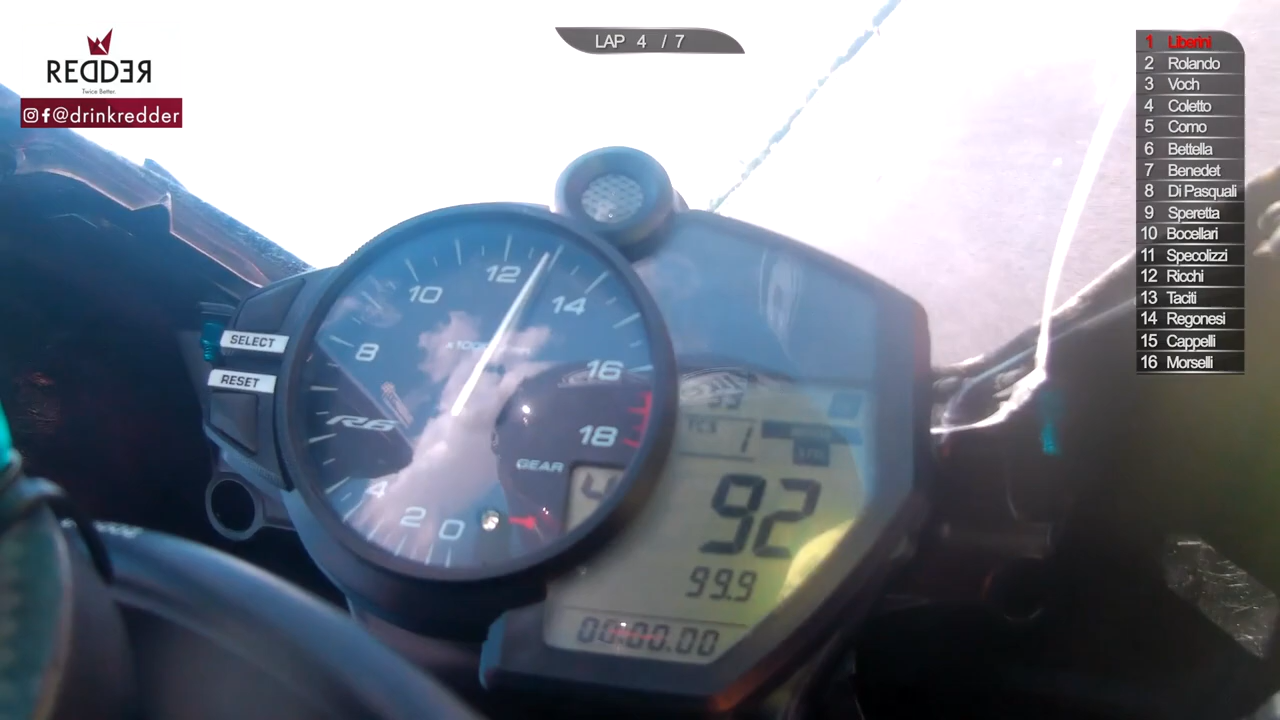 REDDER
Twice Better.
@drinkredder
LAP 4 / 7
1 Liberini
2 Rolando
3 Voch
4 Coletto
5 Corno
6 Bettella
7 Benedet
8 Di Pasquali
9 Speretta
10 Bocellari
11 Specolizzi
12 Ricchi
13 Taciti
14 Regonesi
15 Cappelli
16 Morselli
SELECT
RESET
0
2
4
8
10
12
14
16
18
R6
GEAR
4
TCS
1
92
99.9
00:00.00